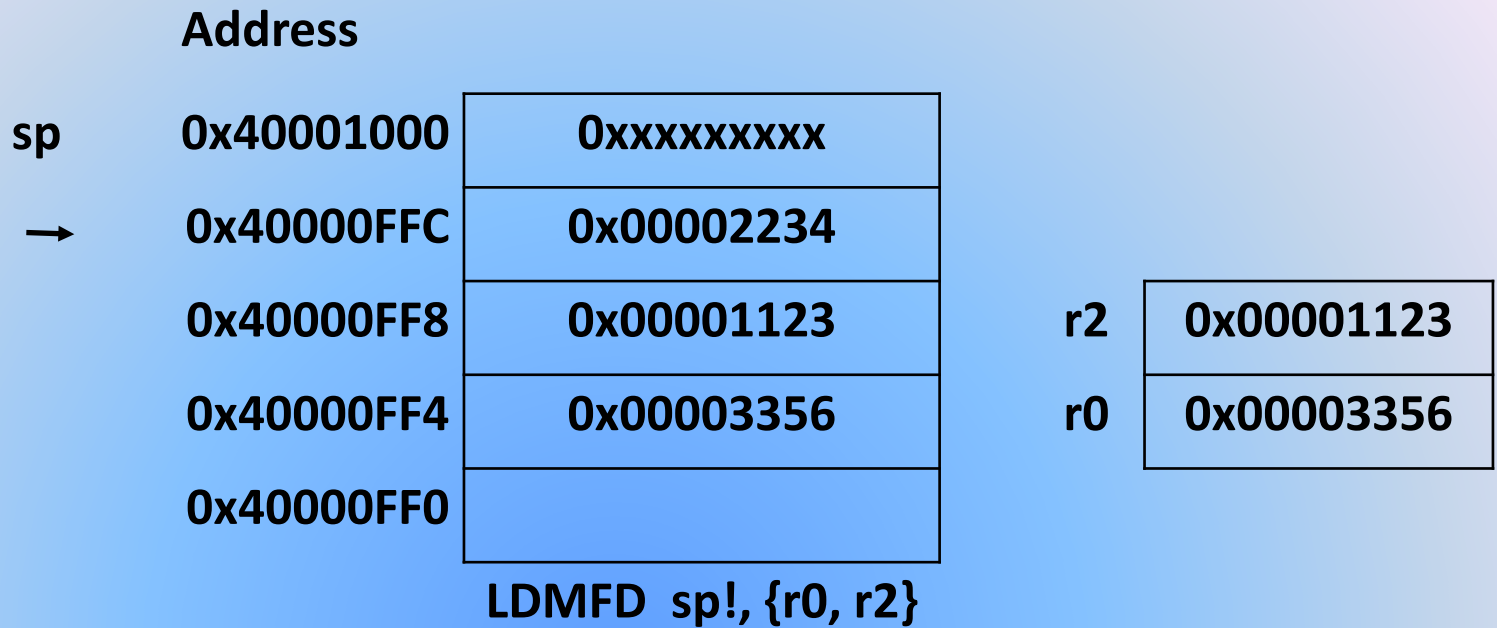 Address
sp 0x40001000 0xxxxxxxxx
0x40000FFC 0x00002234
0x40000FF8 0x00001123 r2 0x00001123
0x40000FF4 0x00003356 r0 0x00003356
0x40000FF0
LDMFD sp!, {r0, r2}